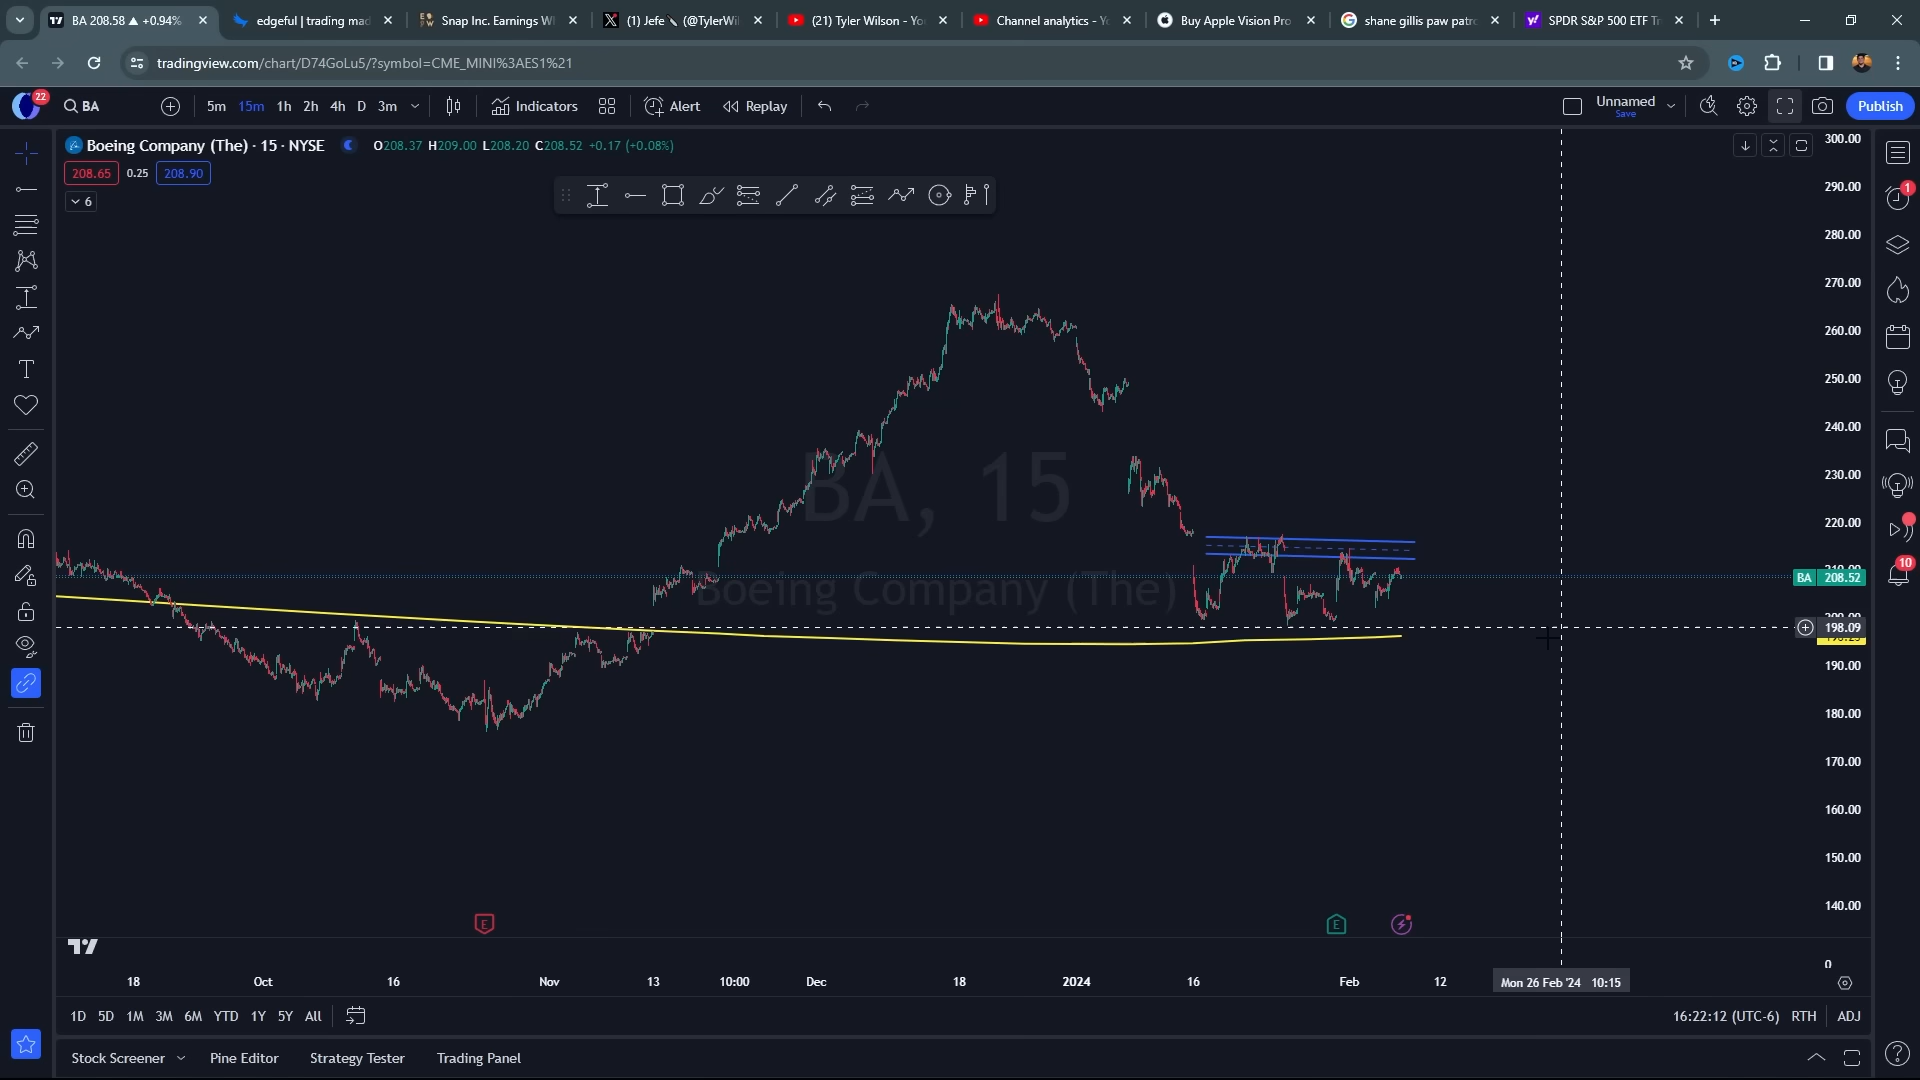 BA 208.58 ▲ +0.94%
edgeful | trading mad
Snap Inc. Earnings W
(1) Jefe (@TylerWil
(21) Tyler Wilson - Yo
Channel analytics - Y
Buy Apple Vision Pro
shane gillis paw patr
SPDR S&P 500 ETF Tr
tradingview.com/chart/D74GoLu5/?symbol=CME_MINI%3AES1%21
22
BA
5m 15m 1h 2h 4h D 3m
Indicators
Alert
Replay
Unnamed
Save
Publish
Boeing Company (The) · 15 · NYSE
O208.37 H209.00 L208.20 C208.52 +0.17 (+0.08%)
208.65 0.25 208.90
6
300.00
290.00
280.00
270.00
260.00
250.00
240.00
230.00
220.00
BA 208.52
198.09
190.00
180.00
170.00
160.00
150.00
140.00
0
1
10
BA, 15
Boeing Company (The)
E
E
18 Oct 16 Nov 13 10:00 Dec 18 2024 16 Feb 12
Mon 26 Feb '24 10:15
1D 5D 1M 3M 6M YTD 1Y 5Y All
16:22:12 (UTC-6) RTH ADJ
Stock Screener
Pine Editor
Strategy Tester
Trading Panel